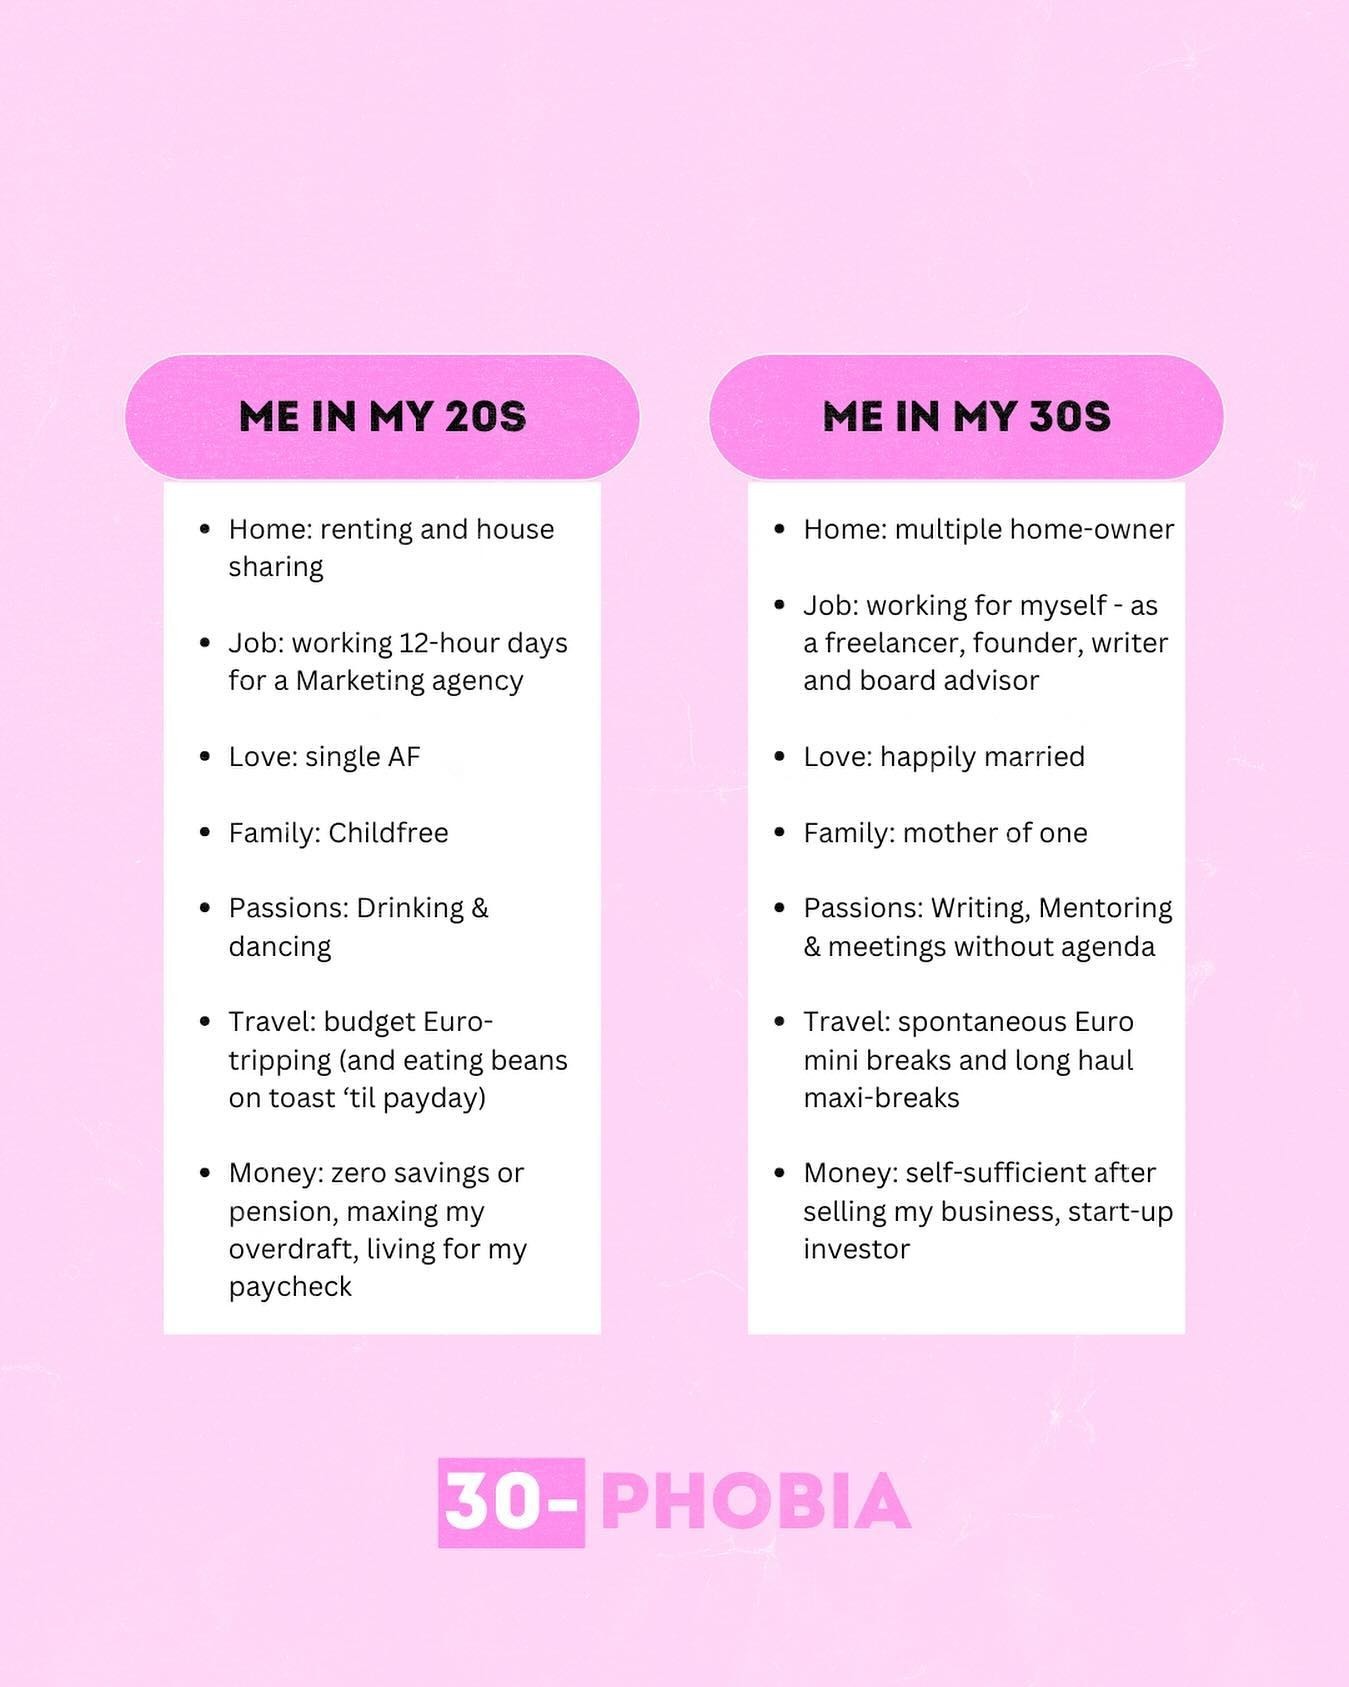 ME IN MY 20S
• Home: renting and house
sharing
• Job: working 12-hour days
for a Marketing agency
• Love: single AF
• Family: Childfree
• Passions: Drinking &
dancing
• Travel: budget Euro-
tripping (and eating beans
on toast ‘til payday)
• Money: zero savings or
pension, maxing my
overdraft, living for my
paycheck
ME IN MY 30S
• Home: multiple home-owner
• Job: working for myself - as
a freelancer, founder, writer
and board advisor
• Love: happily married
• Family: mother of one
• Passions: Writing, Mentoring
& meetings without agenda
• Travel: spontaneous Euro
mini breaks and long haul
maxi-breaks
• Money: self-sufficient after
selling my business, start-up
investor
30-PHOBIA